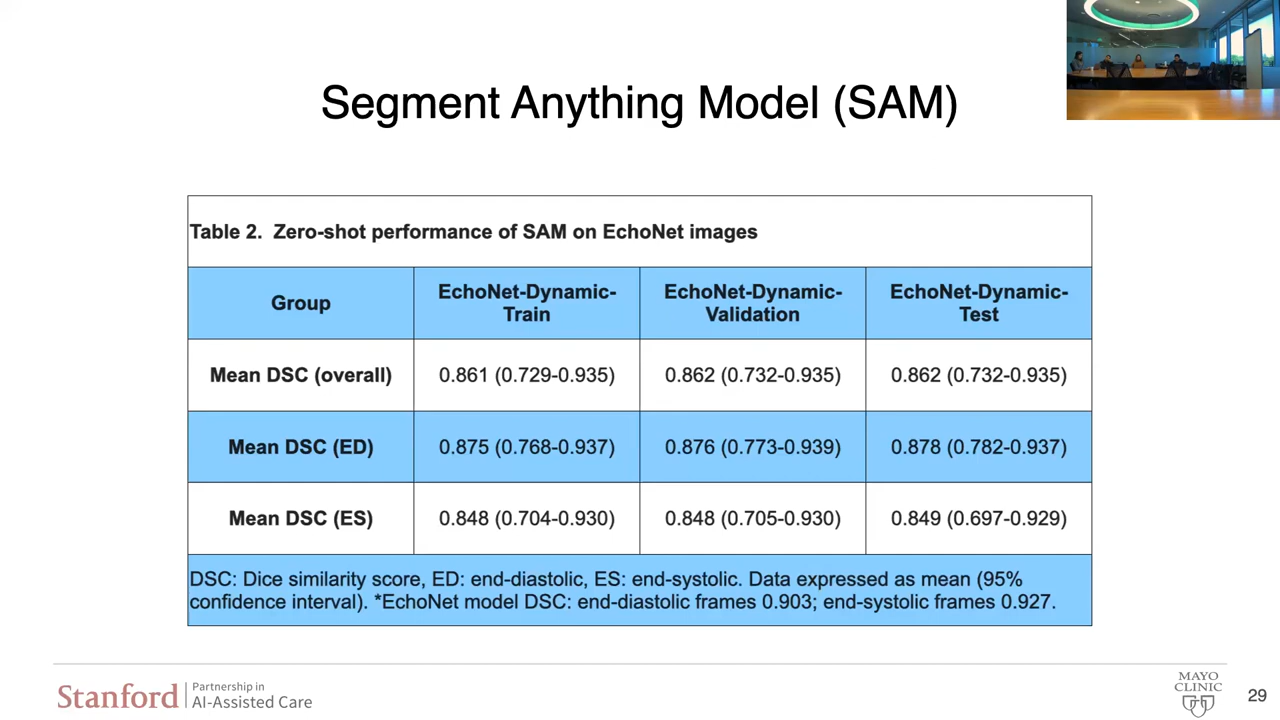 Segment Anything Model (SAM)
Table 2. Zero-shot performance of SAM on EchoNet images
Group
EchoNet-Dynamic-
Train
EchoNet-Dynamic-
Validation
EchoNet-Dynamic-
Test
Mean DSC (overall) 0.861 (0.729-0.935) 0.862 (0.732-0.935) 0.862 (0.732-0.935)
Mean DSC (ED) 0.875 (0.768-0.937) 0.876 (0.773-0.939) 0.878 (0.782-0.937)
Mean DSC (ES) 0.848 (0.704-0.930) 0.848 (0.705-0.930) 0.849 (0.697-0.929)
DSC: Dice similarity score, ED: end-diastolic, ES: end-systolic. Data expressed as mean (95%
confidence interval). *EchoNet model DSC: end-diastolic frames 0.903; end-systolic frames 0.927.
Stanford
Partnership in
AI-Assisted Care
MAYO
CLINIC
29